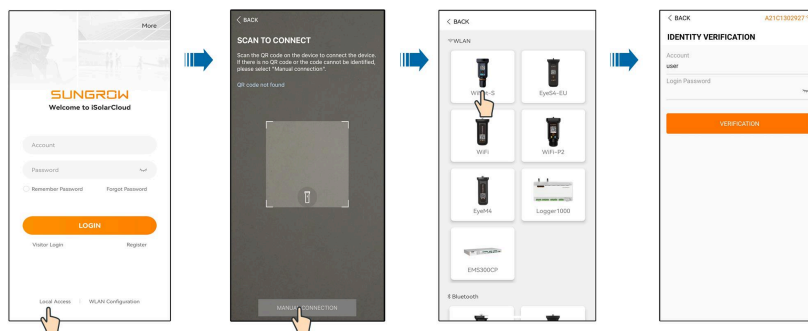 More
SUNGROW
Welcome to iSolarCloud
Account
Password
Remember Password Forgot Password
LOGIN
Visitor Login Register
Local Access WLAN Configuration
BACK
SCAN TO CONNECT
Scan the QR code on the device to connect the device.
If there is no QR code or the code cannot be identified,
please select "Manual connection".
QR code not found
MANUAL CONNECTION
BACK
WLAN
EyeS4-EU
WiFi
WiFi-P2
EyeM4
Logger1000
EMS300CP
Bluetooth
BACK A21C1302927
IDENTITY VERIFICATION
Account
user
Login Password
VERIFICATION